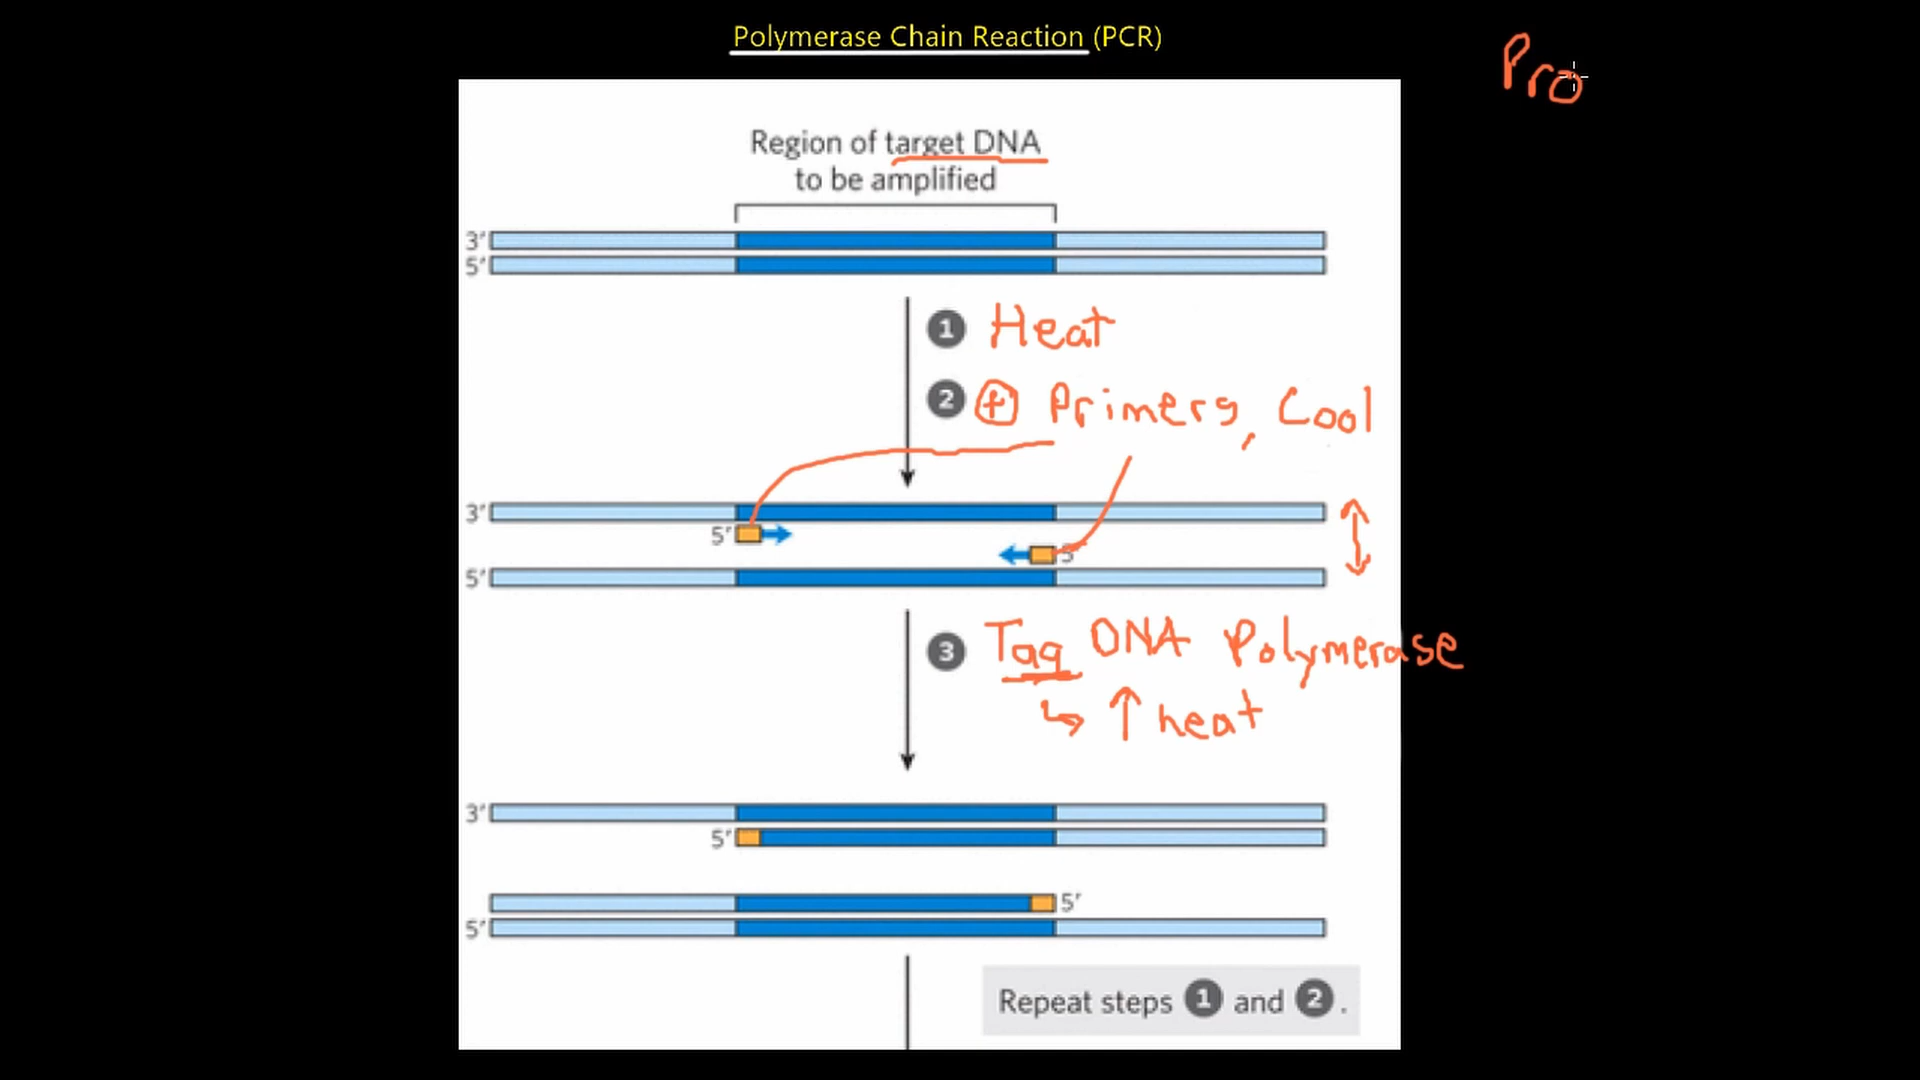 Polymerase Chain Reaction (PCR)
Pro
Region of target DNA
to be amplified
3′
5′
1 Heat
2 + Primers, Cool
3′
5′
5′
5′
3 Taq DNA Polymerase
↳ ↑ heat
3′
5′
5′
5′
Repeat steps 1 and 2.